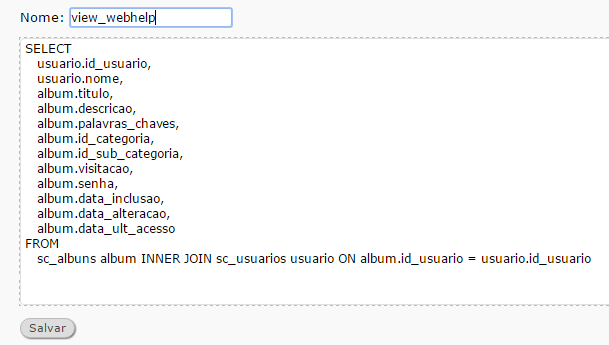 Nome: view_webhelp
SELECT
usuario.id_usuario,
usuario.nome,
album.titulo,
album.descricao,
album.palavras_chaves,
album.id_categoria,
album.id_sub_categoria,
album.visitacao,
album.senha,
album.data_inclusao,
album.data_alteracao,
album.data_ult_acesso
FROM
sc_albuns album INNER JOIN sc_usuarios usuario ON album.id_usuario = usuario.id_usuario
Salvar